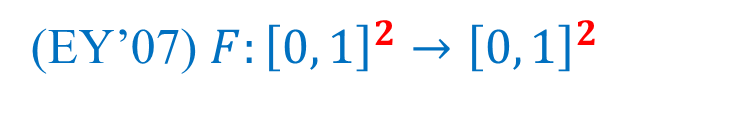 (EY’07) F: [0, 1]² → [0, 1]²